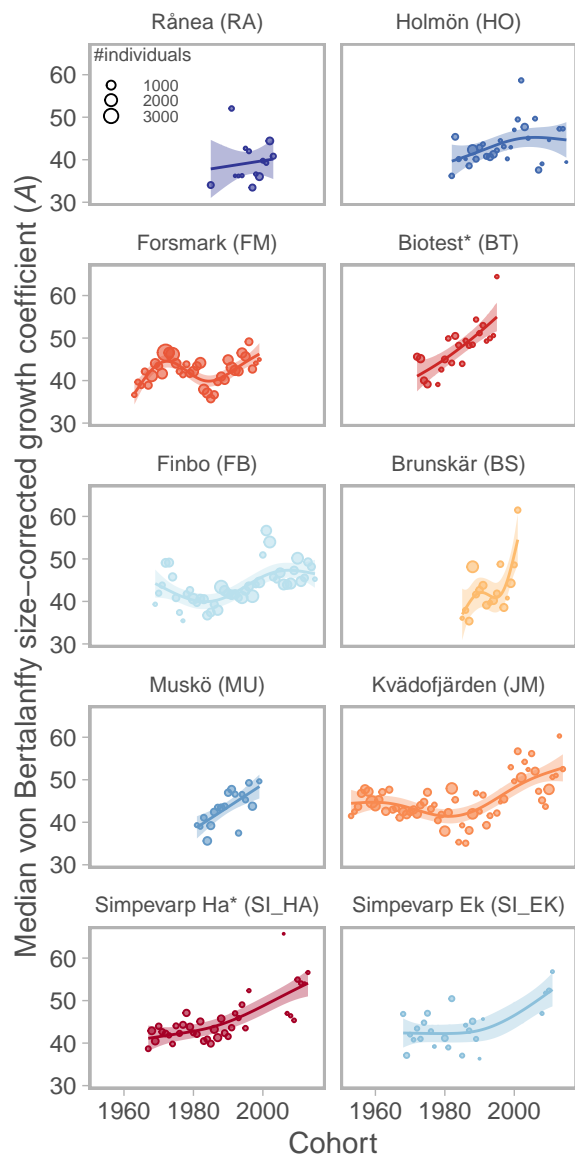 Rånea (RA)
Holmön (HO)
#individuals
1000
2000
3000
60
50
40
30
Forsmark (FM)
Biotest* (BT)
60
50
40
30
Finbo (FB)
Brunskär (BS)
60
50
40
30
Muskö (MU)
Kvädofjärden (JM)
60
50
40
30
Simpevarp Ha* (SI_HA)
Simpevarp Ek (SI_EK)
60
50
40
30
1960 1980 2000
1960 1980 2000
Cohort
Median von Bertalanffy size−corrected growth coefficient (A)